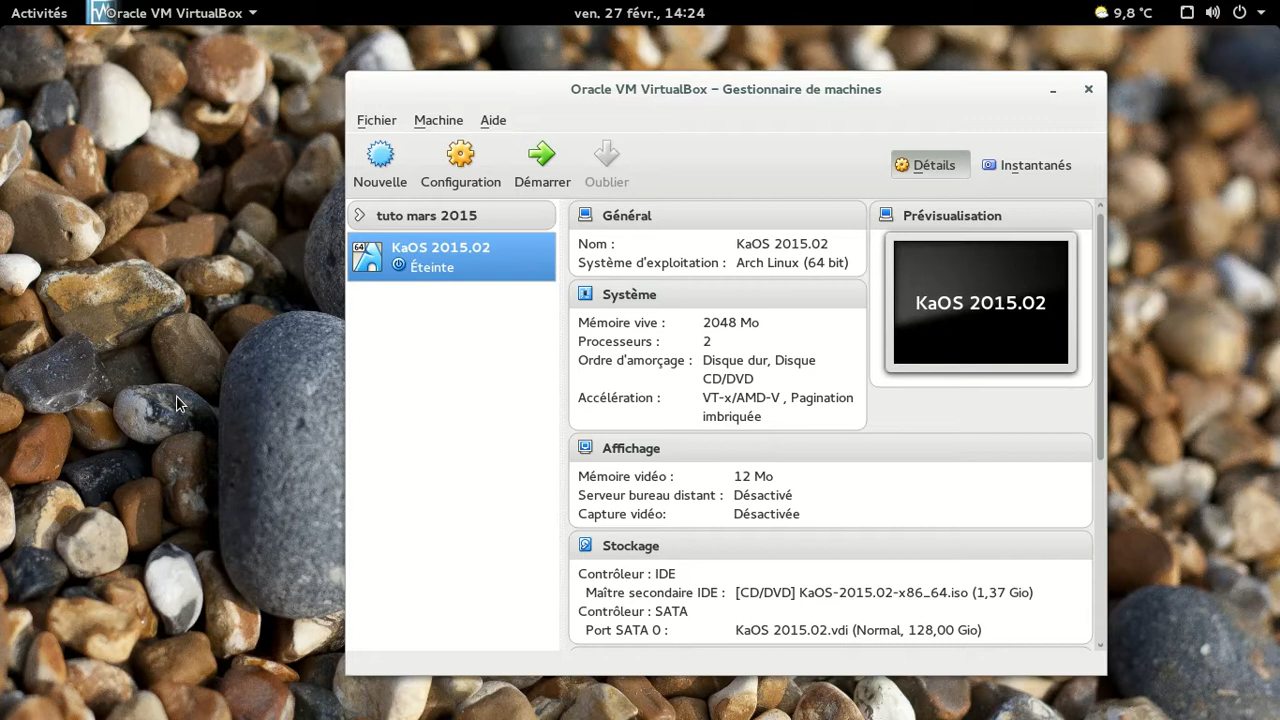 Activités
Oracle VM VirtualBox
ven. 27 févr., 14:24
9,8 °C
Oracle VM VirtualBox – Gestionnaire de machines
Fichier Machine Aide
Nouvelle Configuration Démarrer Oublier
Détails Instantanés
tuto mars 2015
64
KaOS 2015.02
Éteinte
Général
Nom : KaOS 2015.02
Système d'exploitation : Arch Linux (64 bit)
Système
Mémoire vive : 2048 Mo
Processeurs : 2
Ordre d'amorçage : Disque dur, Disque
CD/DVD
Accélération : VT-x/AMD-V , Pagination
imbriquée
Prévisualisation
KaOS 2015.02
Affichage
Mémoire vidéo : 12 Mo
Serveur bureau distant : Désactivé
Capture vidéo: Désactivée
Stockage
Contrôleur : IDE
Maître secondaire IDE : [CD/DVD] KaOS-2015.02-x86_64.iso (1,37 Gio)
Contrôleur : SATA
Port SATA 0 : KaOS 2015.02.vdi (Normal, 128,00 Gio)